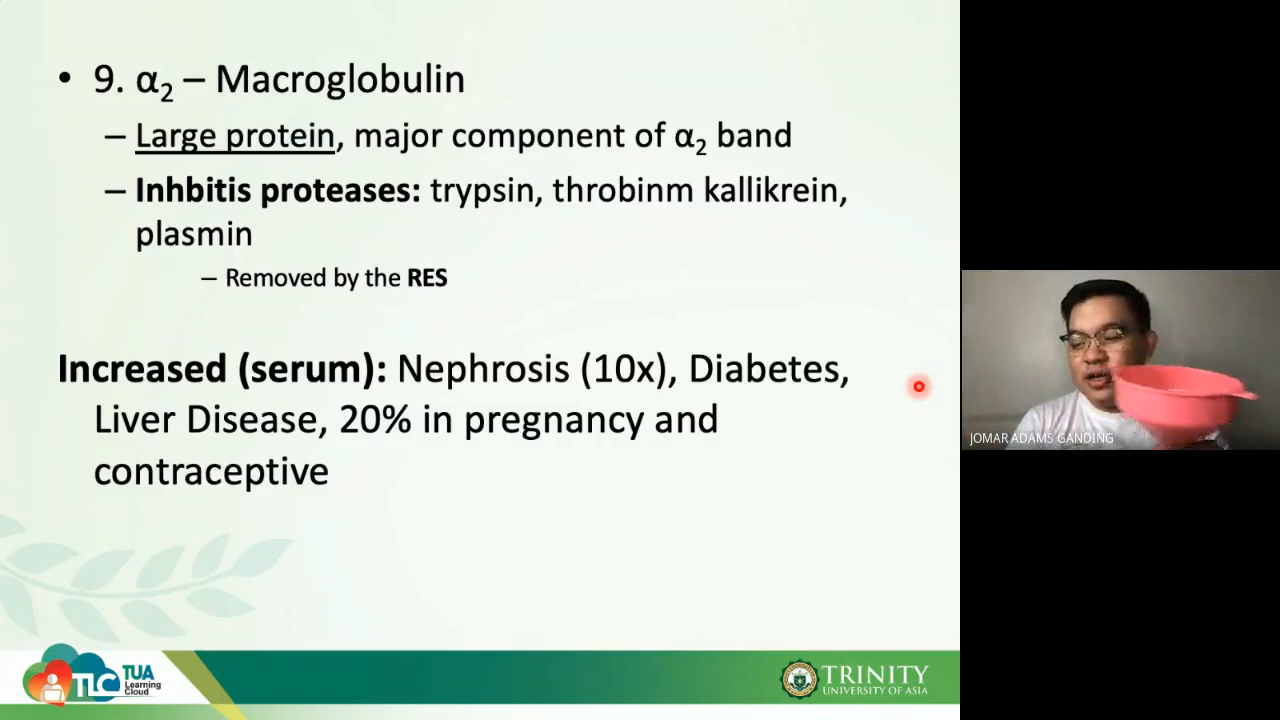 • 9. α₂ – Macroglobulin
– Large protein, major component of α₂ band
– Inhbitis proteases: trypsin, throbinm kallikrein,
plasmin
– Removed by the RES
Increased (serum): Nephrosis (10x), Diabetes,
Liver Disease, 20% in pregnancy and
contraceptive
JOMAR ADAMS GANDING
TLC TUA
Learning
Cloud
TRINITY
UNIVERSITY OF ASIA